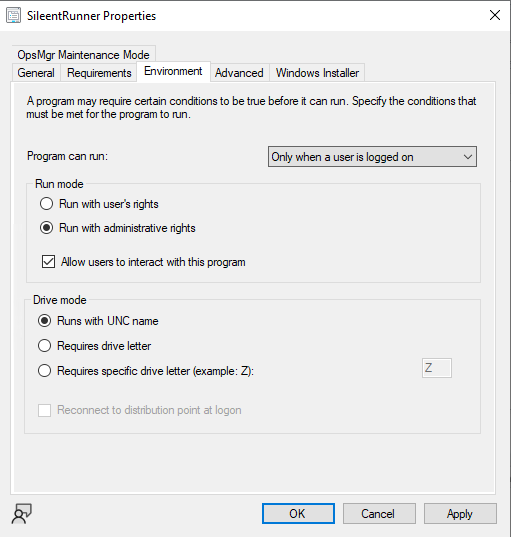 SileentRunner Properties
OpsMgr Maintenance Mode
General Requirements Environment Advanced Windows Installer
A program may require certain conditions to be true before it can run. Specify the conditions that
must be met for the program to run.
Program can run: Only when a user is logged on
Run mode
Run with user's rights
Run with administrative rights
Allow users to interact with this program
Drive mode
Runs with UNC name
Requires drive letter
Requires specific drive letter (example: Z): Z
Reconnect to distribution point at logon
OK Cancel Apply